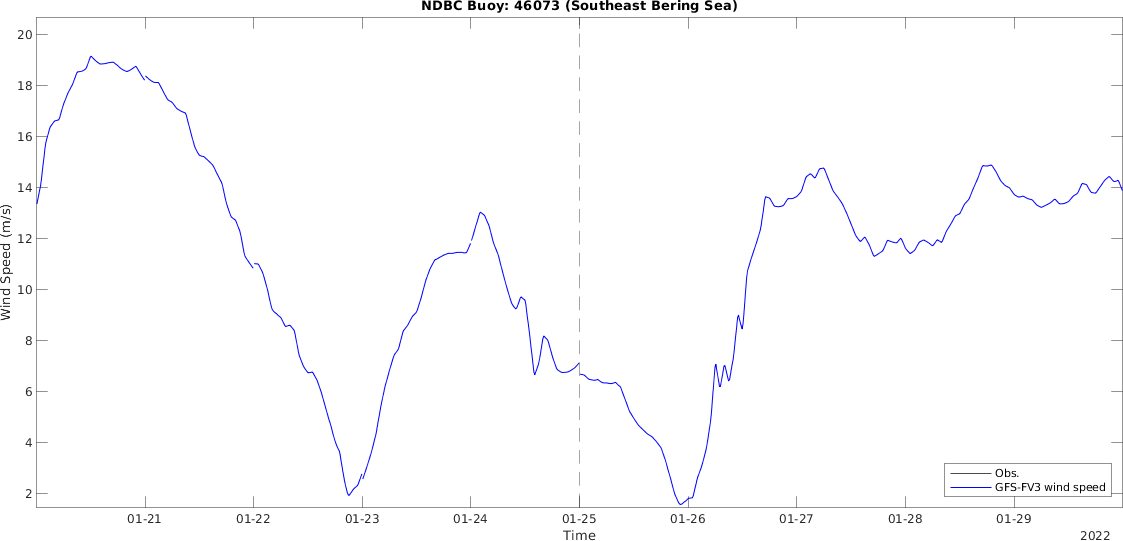 NDBC Buoy: 46073 (Southeast Bering Sea)
20
18
16
14
12
10
8
6
4
2
Wind Speed (m/s)
Obs.
GFS-FV3 wind speed
01-21 01-22 01-23 01-24 01-25 01-26 01-27 01-28 01-29
Time
2022